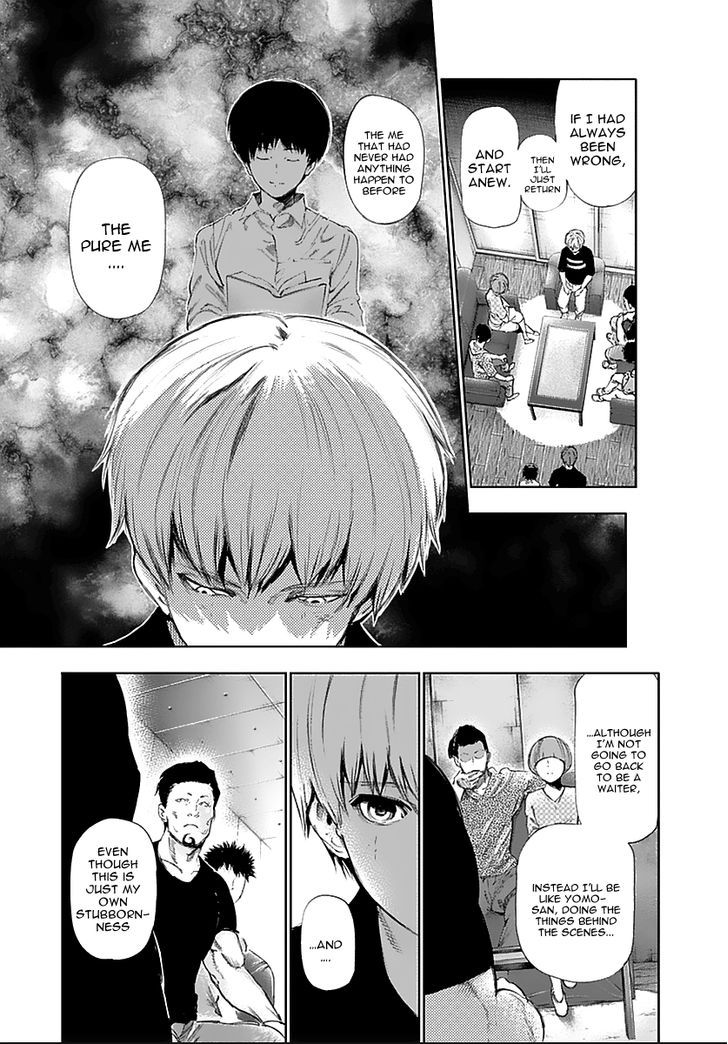 IF I HAD
ALWAYS
BEEN
WRONG,
THEN
I'LL
JUST
RETURN
AND
START
ANEW.
THE ME
THAT HAD
NEVER HAD
ANYTHING
HAPPEN TO
BEFORE
THE
PURE ME
....
...ALTHOUGH
I'M NOT
GOING TO
GO BACK
TO BE A
WAITER,
INSTEAD I'LL BE
LIKE YOMO-
SAN, DOING
THE THINGS
BEHIND
THE
SCENES...
...AND
....
EVEN
THOUGH
THIS IS
JUST MY
OWN
STUBBORN-
NESS